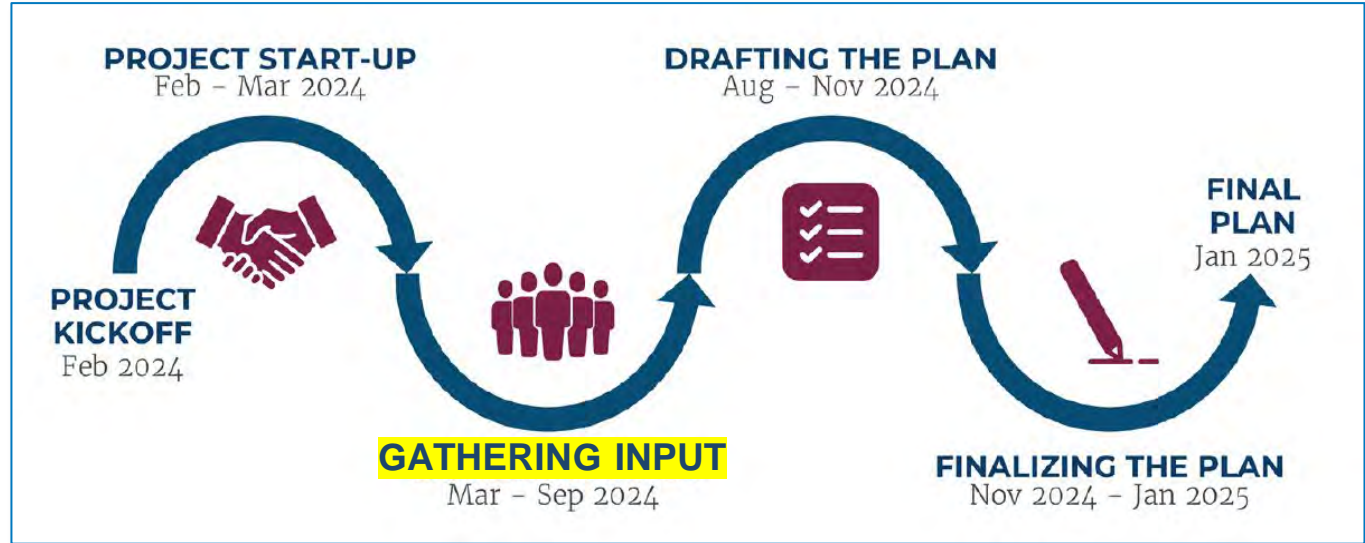 PROJECT START-UP
Feb – Mar 2024
DRAFTING THE PLAN
Aug – Nov 2024
FINAL
PLAN
Jan 2025
PROJECT
KICKOFF
Feb 2024
GATHERING INPUT
Mar – Sep 2024
FINALIZING THE PLAN
Nov 2024 – Jan 2025